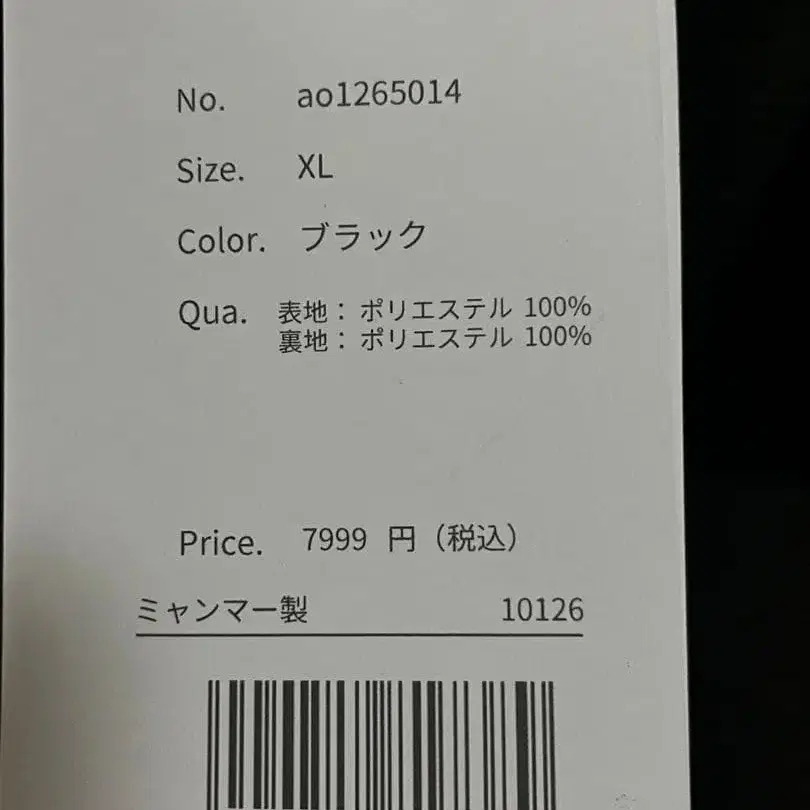 No. ao1265014
Size. XL
Color. ブラック
Qua. 表地： ポリエステル 100%
裏地： ポリエステル 100%
Price. 7999 円（税込）
ミャンマー製 10126